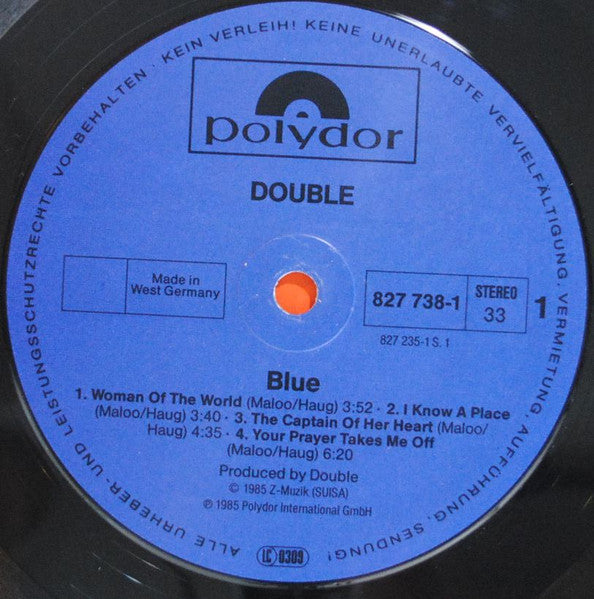 ALLE URHEBER- UND LEISTUNGSSCHUTZRECHTE VORBEHALTEN · KEIN VERLEIH! KEINE UNERLAUBTE VERVIELFÄLTIGUNG, VERMIETUNG, AUFFÜHRUNG, SENDUNG!
polydor
DOUBLE
Made in
West Germany
827 738-1
STEREO
33
1
827 235-1 S. 1
Blue
1. Woman Of The World (Maloo/Haug) 3:52 · 2. I Know A Place
(Maloo/Haug) 3:40 · 3. The Captain Of Her Heart (Maloo/
Haug) 4:35 · 4. Your Prayer Takes Me Off
(Maloo/Haug) 6:20
Produced by Double
© 1985 Z-Muzik (SUISA)
℗ 1985 Polydor International GmbH
LC 0309